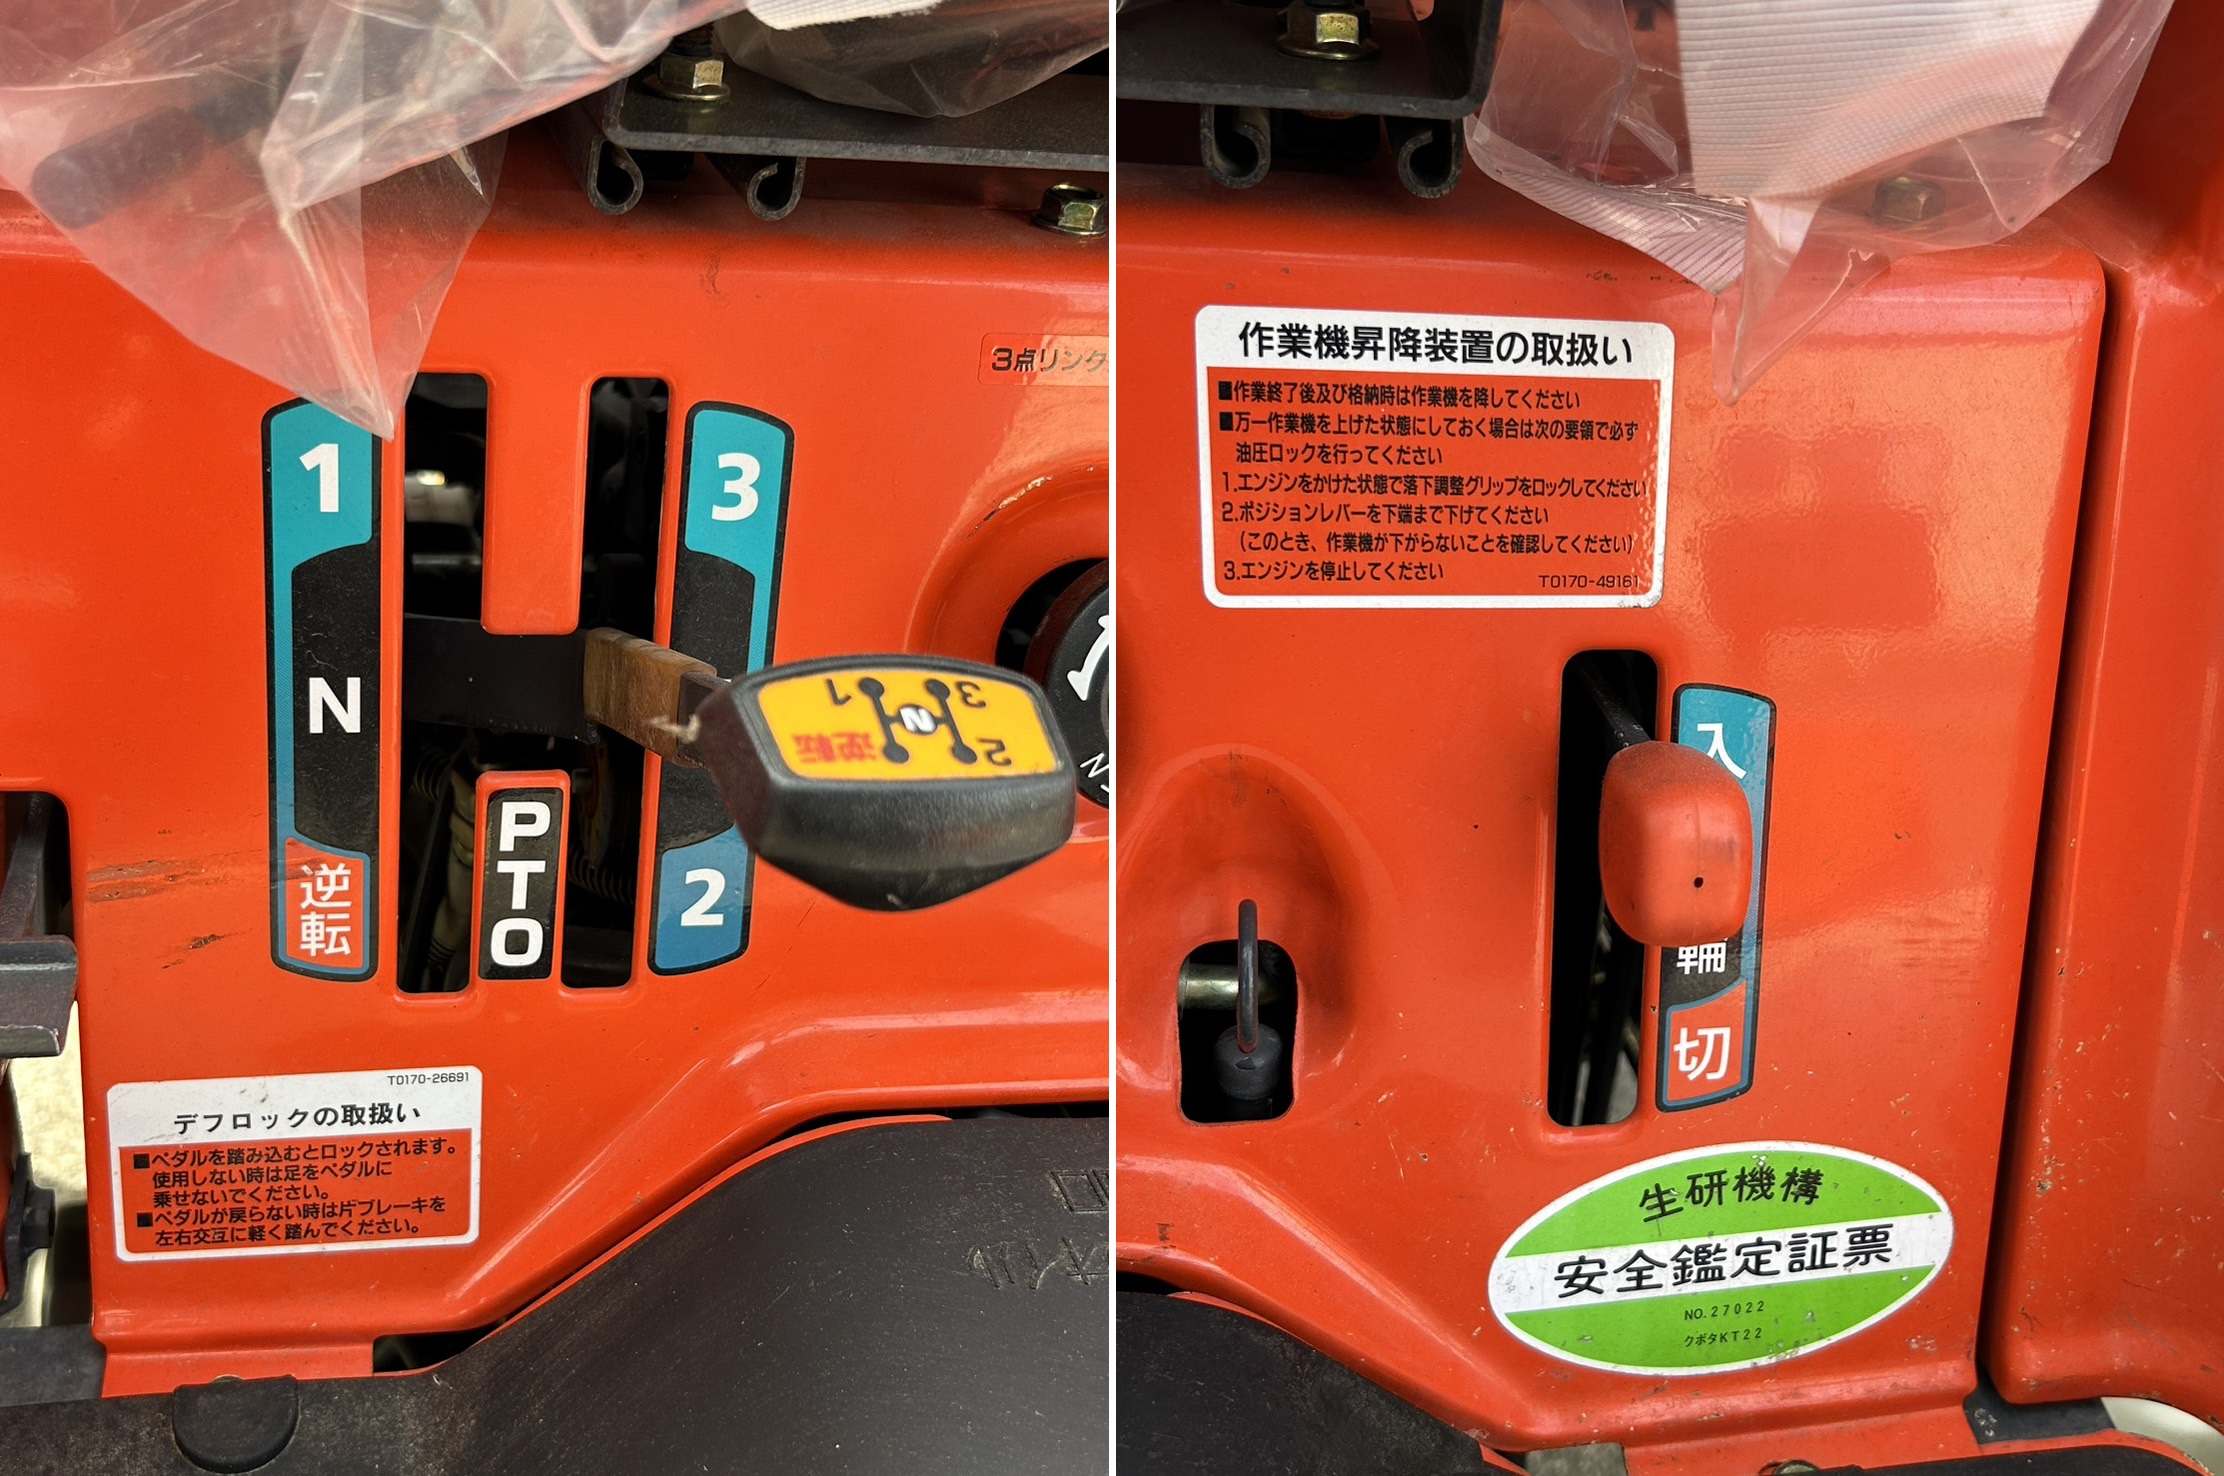 3点リンク
1
N
逆転
3
2
PTO
1
3
N
逆転
2
T0170-26691
デフロックの取扱い
■ペダルを踏み込むとロックされます。
使用しない時は足をペダルに
乗せないでください。
■ペダルが戻らない時は片ブレーキを
左右交互に軽く踏んでください。
作業機昇降装置の取扱い
■作業終了後及び格納時は作業機を降してください
■万一作業機を上げた状態にしておく場合は次の要領で必ず
油圧ロックを行ってください
1.エンジンをかけた状態で落下調整グリップをロックしてください
2.ポジションレバーを下端まで下げてください
(このとき、作業機が下がらないことを確認してください)
3.エンジンを停止してください
T0170-49161
入
輪
切
生研機構
安全鑑定証票
NO.27022
クボタKT22